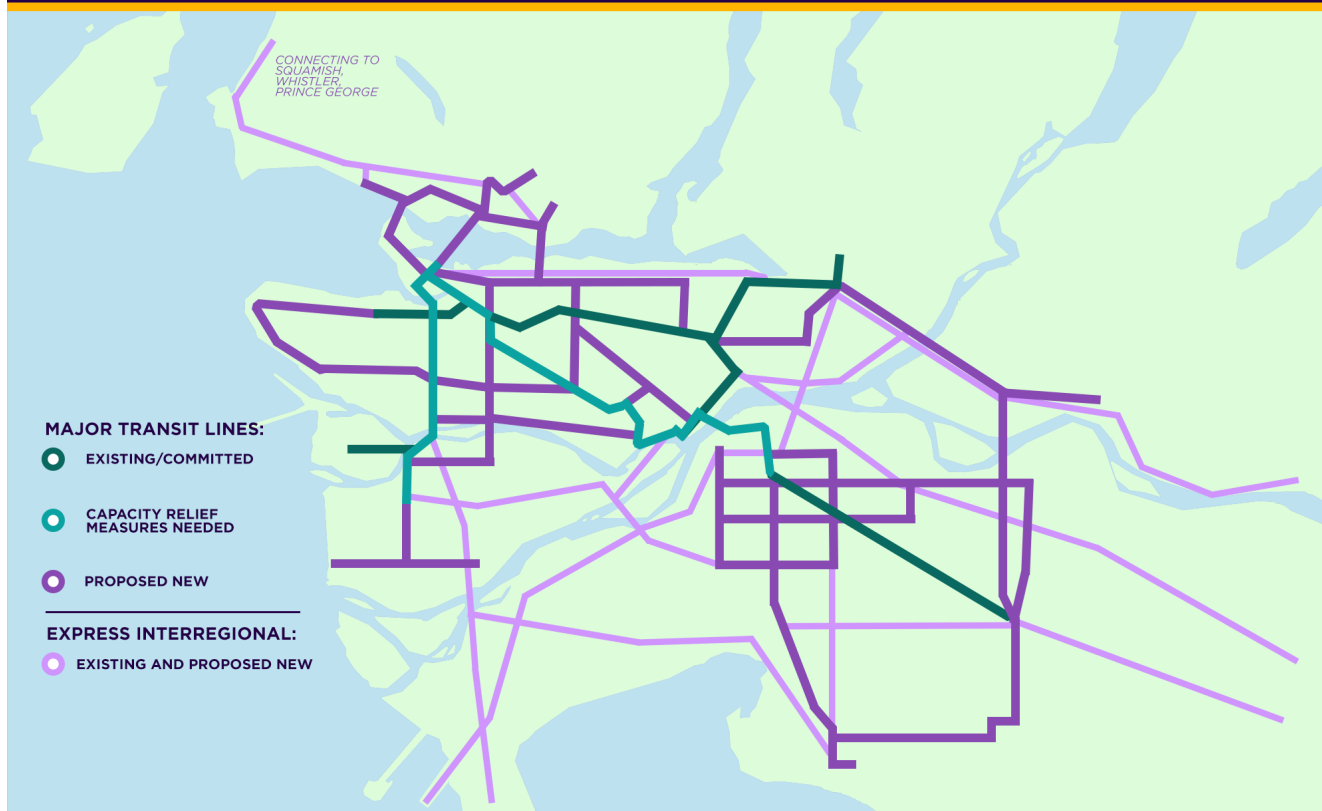 CONNECTING TO
SQUAMISH,
WHISTLER,
PRINCE GEORGE
MAJOR TRANSIT LINES:
EXISTING/COMMITTED
CAPACITY RELIEF
MEASURES NEEDED
PROPOSED NEW
EXPRESS INTERREGIONAL:
EXISTING AND PROPOSED NEW